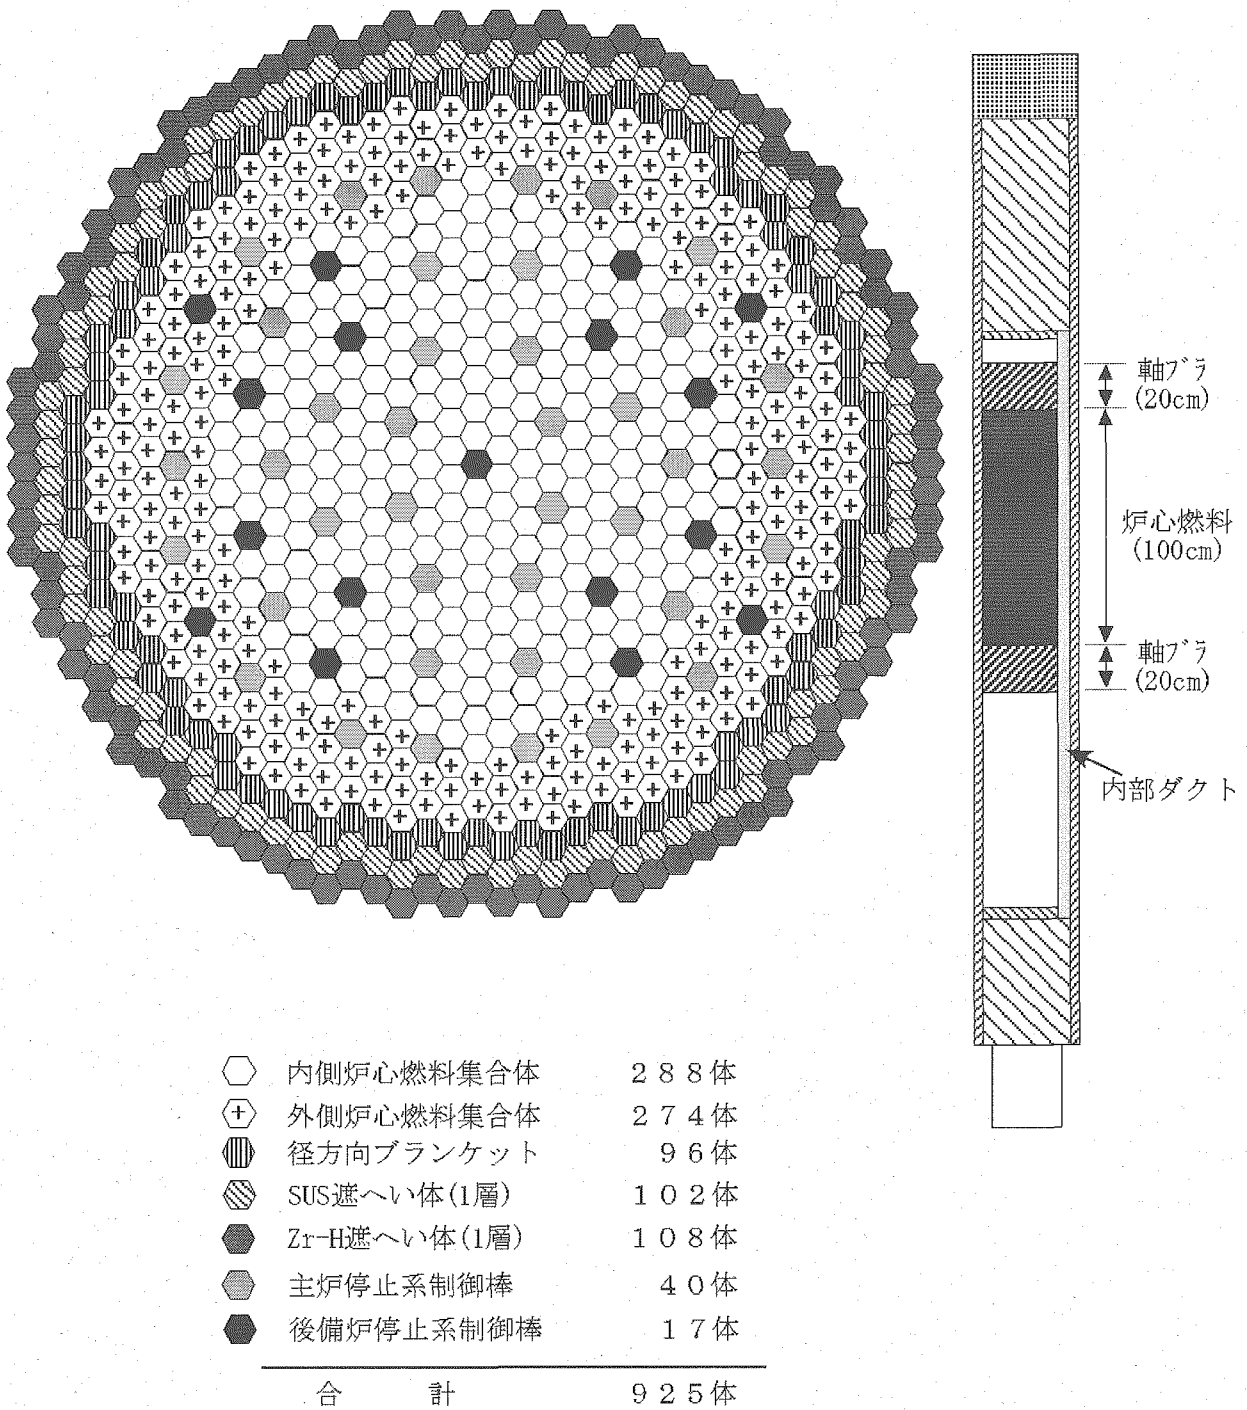 軸ブラ
(20cm)
炉心燃料
(100cm)
軸ブラ
(20cm)
内部ダクト
内側炉心燃料集合体 288体
外側炉心燃料集合体 274体
径方向ブランケット 96体
SUS遮へい体(1層) 102体
Zr-H遮へい体(1層) 108体
主炉停止系制御棒 40体
後備炉停止系制御棒 17体
合 計 925体